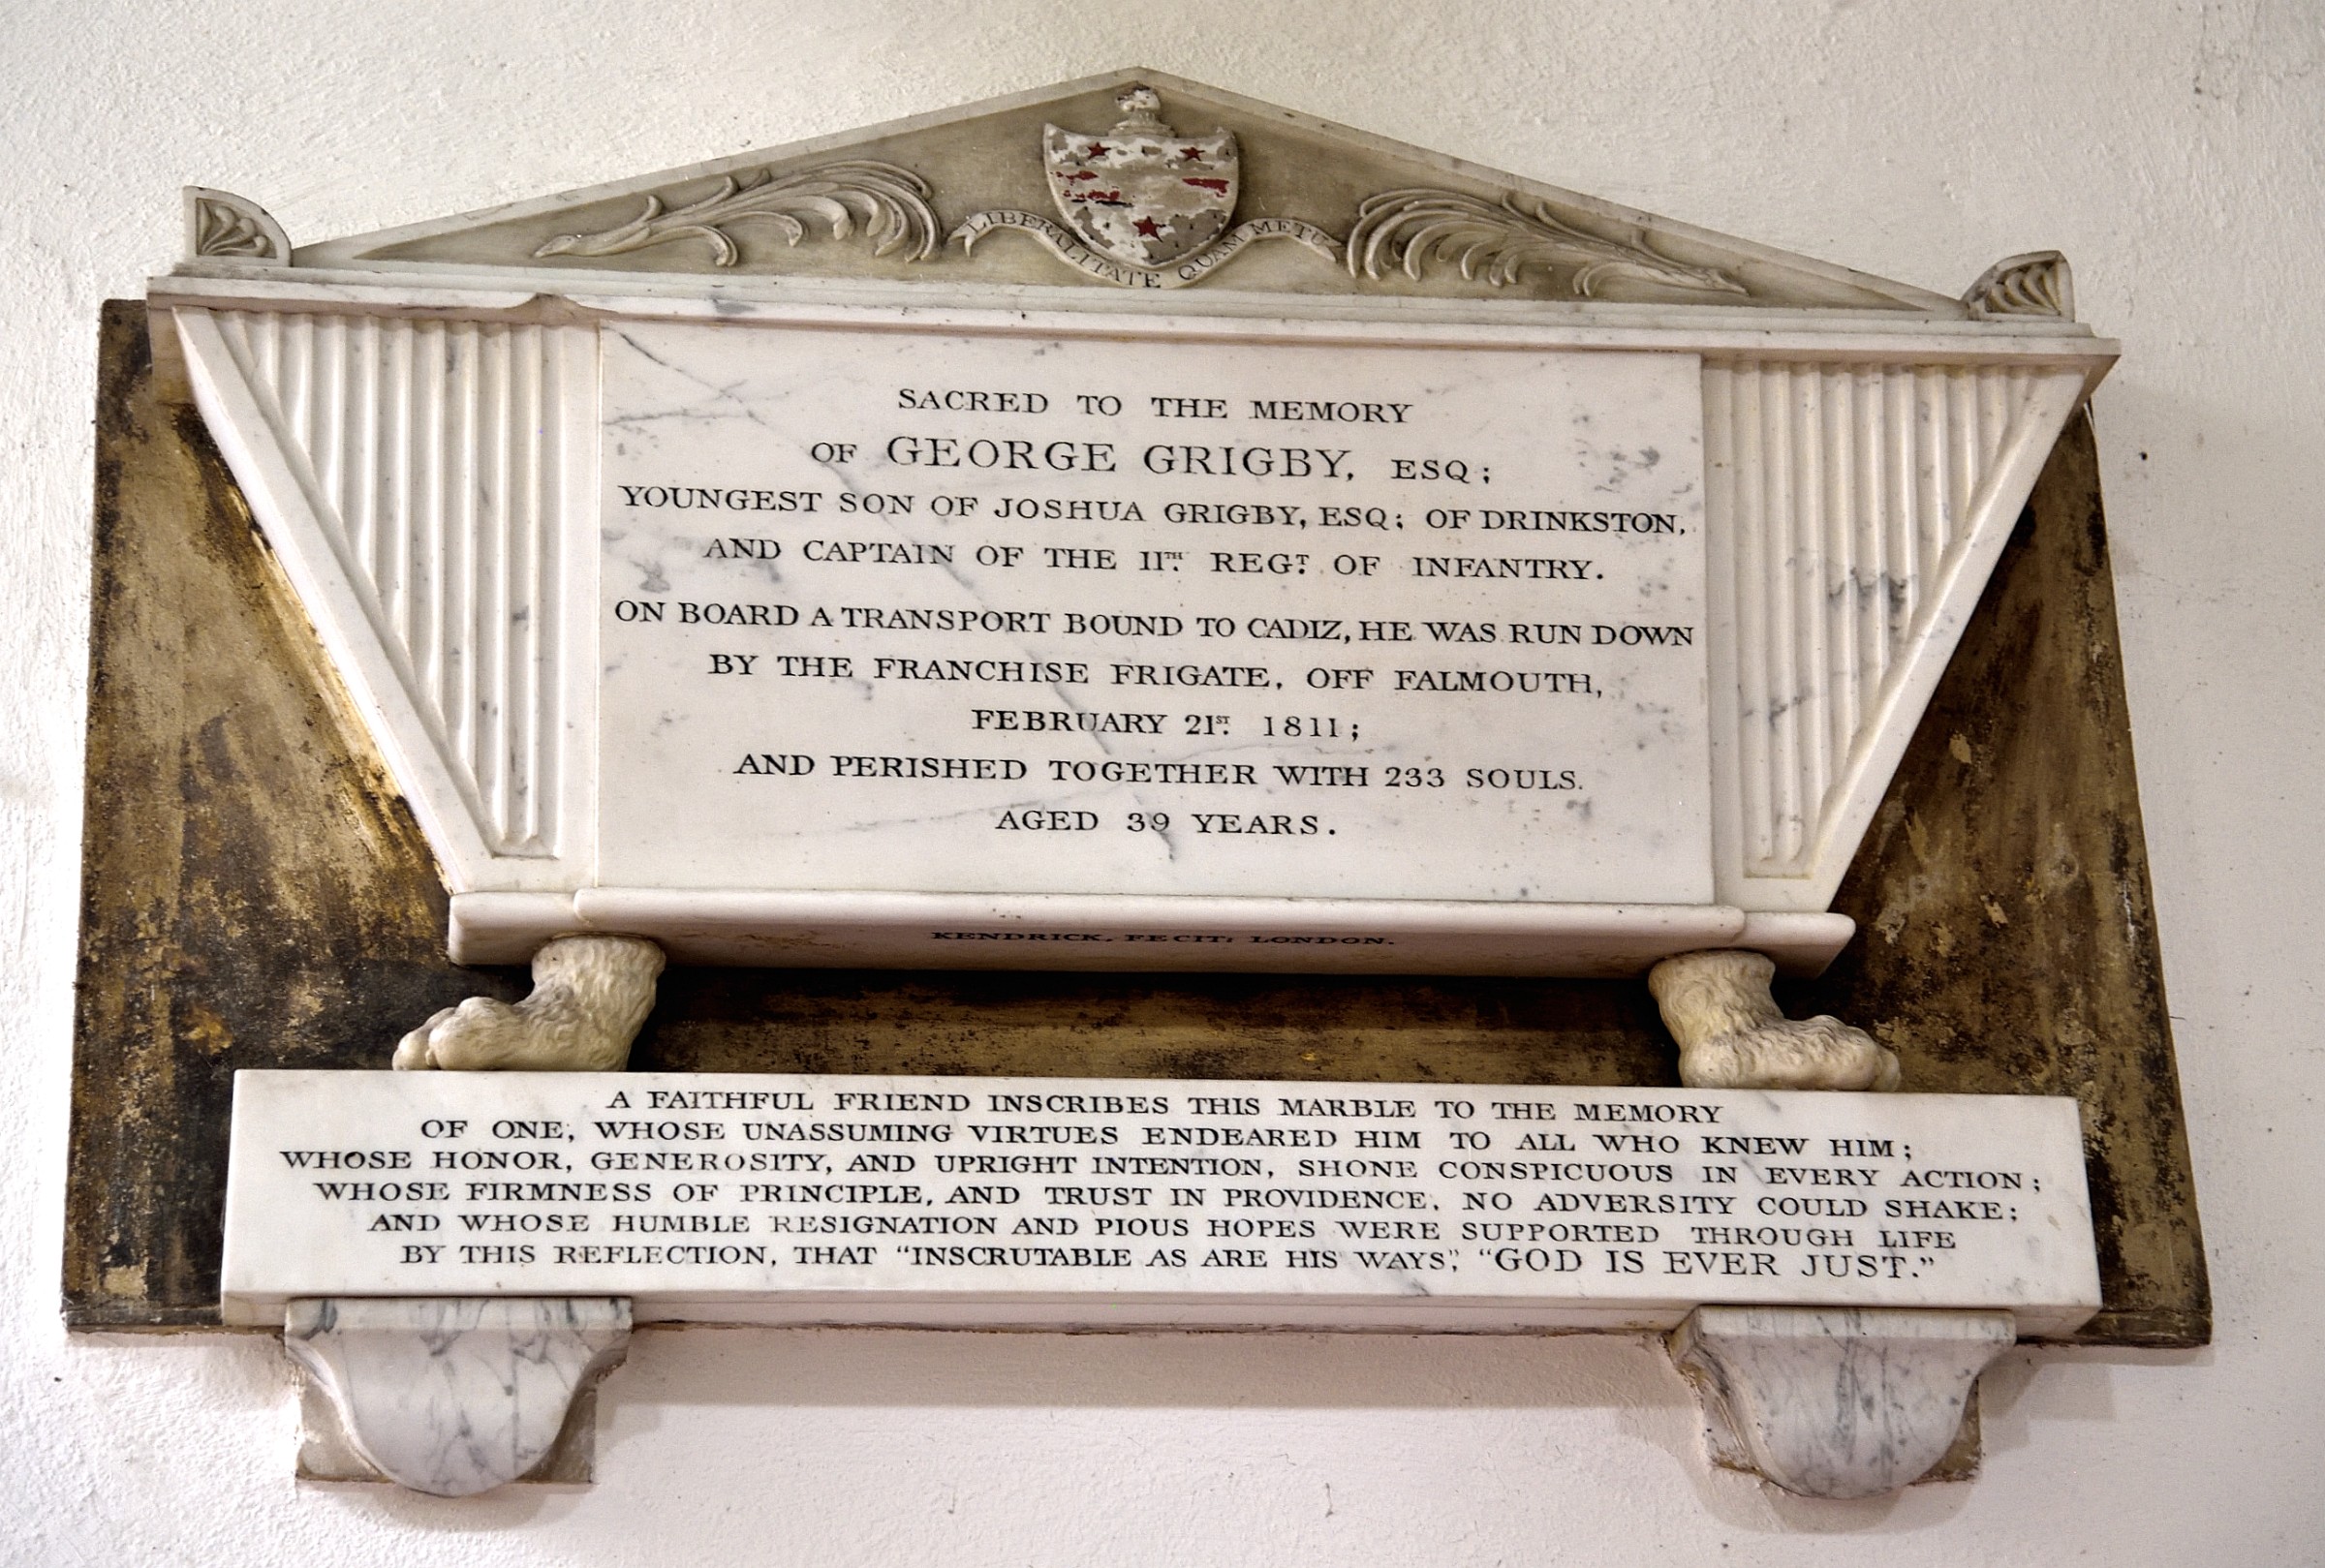 LIBERALITATE QUAM METU
SACRED TO THE MEMORY
OF GEORGE GRIGBY, ESQ;
YOUNGEST SON OF JOSHUA GRIGBY, ESQ; OF DRINKSTON,
AND CAPTAIN OF THE 11TH. REGT. OF INFANTRY.
ON BOARD A TRANSPORT BOUND TO CADIZ, HE WAS RUN DOWN
BY THE FRANCHISE FRIGATE, OFF FALMOUTH,
FEBRUARY 21ST. 1811;
AND PERISHED TOGETHER WITH 233 SOULS.
AGED 39 YEARS.
KENDRICK, FECIT; LONDON.
A FAITHFUL FRIEND INSCRIBES THIS MARBLE TO THE MEMORY
OF ONE, WHOSE UNASSUMING VIRTUES ENDEARED HIM TO ALL WHO KNEW HIM;
WHOSE HONOR, GENEROSITY, AND UPRIGHT INTENTION, SHONE CONSPICUOUS IN EVERY ACTION;
WHOSE FIRMNESS OF PRINCIPLE, AND TRUST IN PROVIDENCE, NO ADVERSITY COULD SHAKE;
AND WHOSE HUMBLE RESIGNATION AND PIOUS HOPES WERE SUPPORTED THROUGH LIFE
BY THIS REFLECTION, THAT "INSCRUTABLE AS ARE HIS WAYS," "GOD IS EVER JUST."